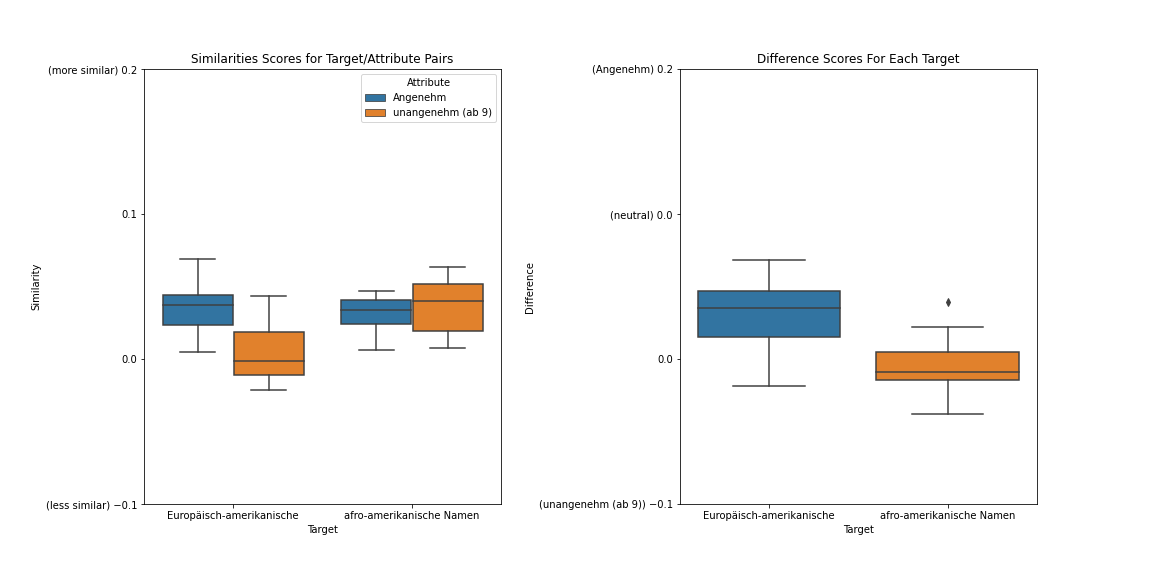 Similarities Scores for Target/Attribute Pairs
(more similar) 0.2
0.1
0.0
(less similar) −0.1
Similarity
Attribute
Angenehm
unangenehm (ab 9)
Europäisch-amerikanische
afro-amerikanische Namen
Target
Difference Scores For Each Target
(Angenehm) 0.2
(neutral) 0.0
0.0
(unangenehm (ab 9)) −0.1
Difference
Europäisch-amerikanische
afro-amerikanische Namen
Target